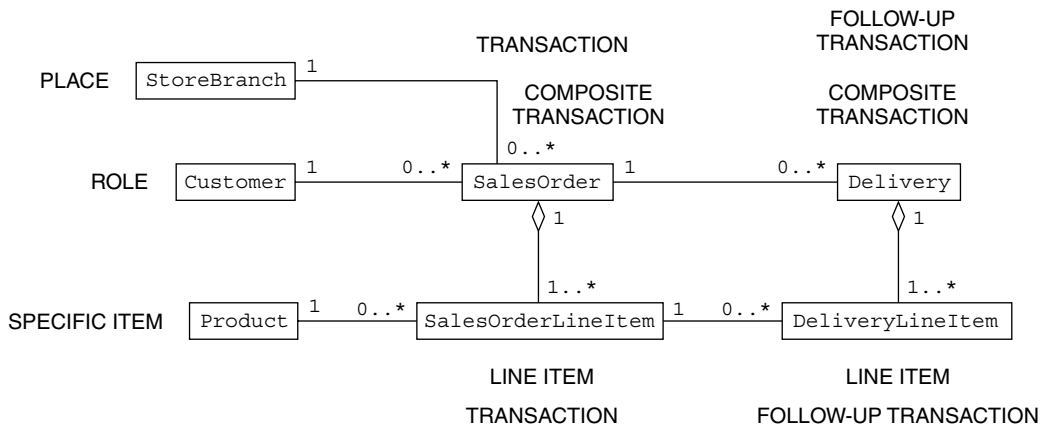 FOLLOW-UP
TRANSACTION
TRANSACTION
PLACE
StoreBranch
1
COMPOSITE
TRANSACTION
COMPOSITE
TRANSACTION
0..*
ROLE
Customer
1
0..*
SalesOrder
1
0..*
Delivery
1
1
1..*
1..*
SPECIFIC ITEM
Product
1
0..*
SalesOrderLineItem
1
0..*
DeliveryLineItem
LINE ITEM
LINE ITEM
TRANSACTION
FOLLOW-UP TRANSACTION